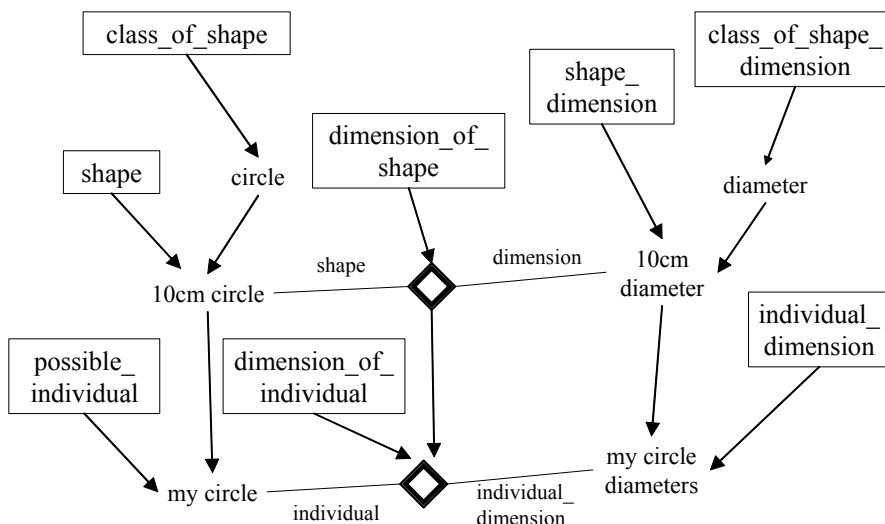 class_of_shape
class_of_shape_
dimension
shape_
dimension
dimension_of_
shape
shape
circle
diameter
shape
dimension
10cm
diameter
10cm circle
individual_
dimension
possible_
individual
dimension_of_
individual
my circle
diameters
my circle
individual
individual_
dimension